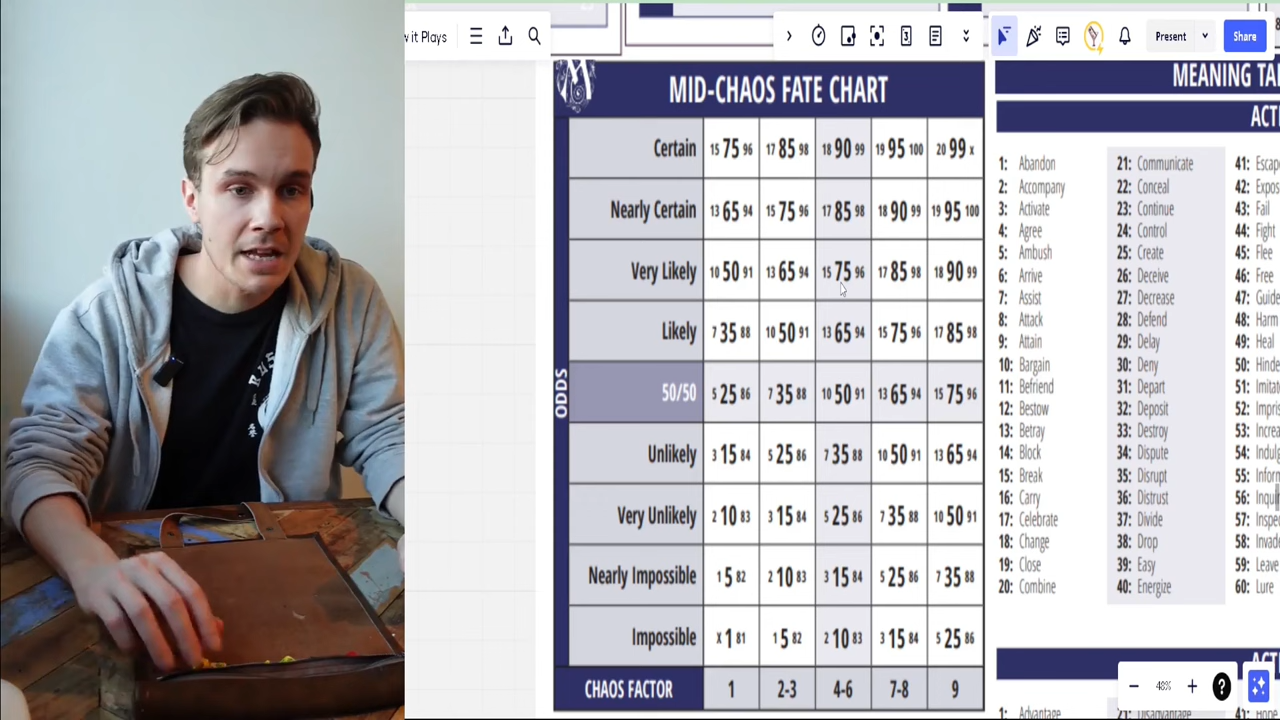 w it Plays
Present
Share
MID-CHAOS FATE CHART
Certain 15 75 96 17 85 98 18 90 99 19 95 100 20 99 x
Nearly Certain 13 65 94 15 75 96 17 85 98 18 90 99 19 95 100
Very Likely 10 50 91 13 65 94 15 75 96 17 85 98 18 90 99
Likely 7 35 88 10 50 91 13 65 94 15 75 96 17 85 98
50/50 5 25 86 7 35 88 10 50 91 13 65 94 15 75 96
Unlikely 3 15 84 5 25 86 7 35 88 10 50 91 13 65 94
Very Unlikely 2 10 83 3 15 84 5 25 86 7 35 88 10 50 91
Nearly Impossible 1 5 82 2 10 83 3 15 84 5 25 86 7 35 88
Impossible x 1 81 1 5 82 2 10 83 3 15 84 5 25 86
ODDS
CHAOS FACTOR 1 2-3 4-6 7-8 9
MEANING TA
ACTI
1: Abandon
2: Accompany
3: Activate
4: Agree
5: Ambush
6: Arrive
7: Assist
8: Attack
9: Attain
10: Bargain
11: Befriend
12: Bestow
13: Betray
14: Block
15: Break
16: Carry
17: Celebrate
18: Change
19: Close
20: Combine
21: Communicate
22: Conceal
23: Continue
24: Control
25: Create
26: Deceive
27: Decrease
28: Defend
29: Delay
30: Deny
31: Depart
32: Deposit
33: Destroy
34: Dispute
35: Disrupt
36: Distrust
37: Divide
38: Drop
39: Easy
40: Energize
41: Escap
42: Expos
43: Fail
44: Fight
45: Flee
46: Free
47: Guide
48: Harm
49: Heal
50: Hinde
51: Imitat
52: Impris
53: Increa
54: Indulg
55: Inform
56: Inqui
57: Inspe
58: Invad
59: Leave
60: Lure
48%
1: Advantage